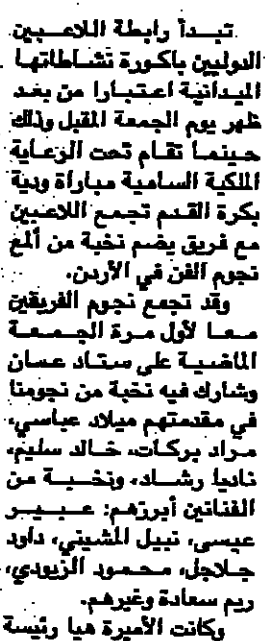 تبدأ رابطة اللاعبين
الدوليين باكورة نشاطاتها
الميدانية اعتبارا من بعد
ظهر يوم الجمعة المقبل وذلك
حينما تقام تحت الرعاية
الملكية السامية مباراة ودية
بكرة القدم تجمع اللاعبين
مع فريق يضم نخبة من ألمع
نجوم الفن في الأردن.
وقد تجمع نجوم الفريقين
معا لأول مرة الجمعة
الماضية على ستاد عمان
وشارك فيه نخبة من نجومنا
في مقدمتهم ميلاد عباسي،
مراد بركات، خالد سليم،
ناديا رشاد، ونخبة من
الفنانين أبرزهم: عبير
عيسى، نبيل المشيني، داود
جلاجل، محمود الزيودي،
ريم سعادة وغيرهم.
وكانت الأميرة هيا رئيسة